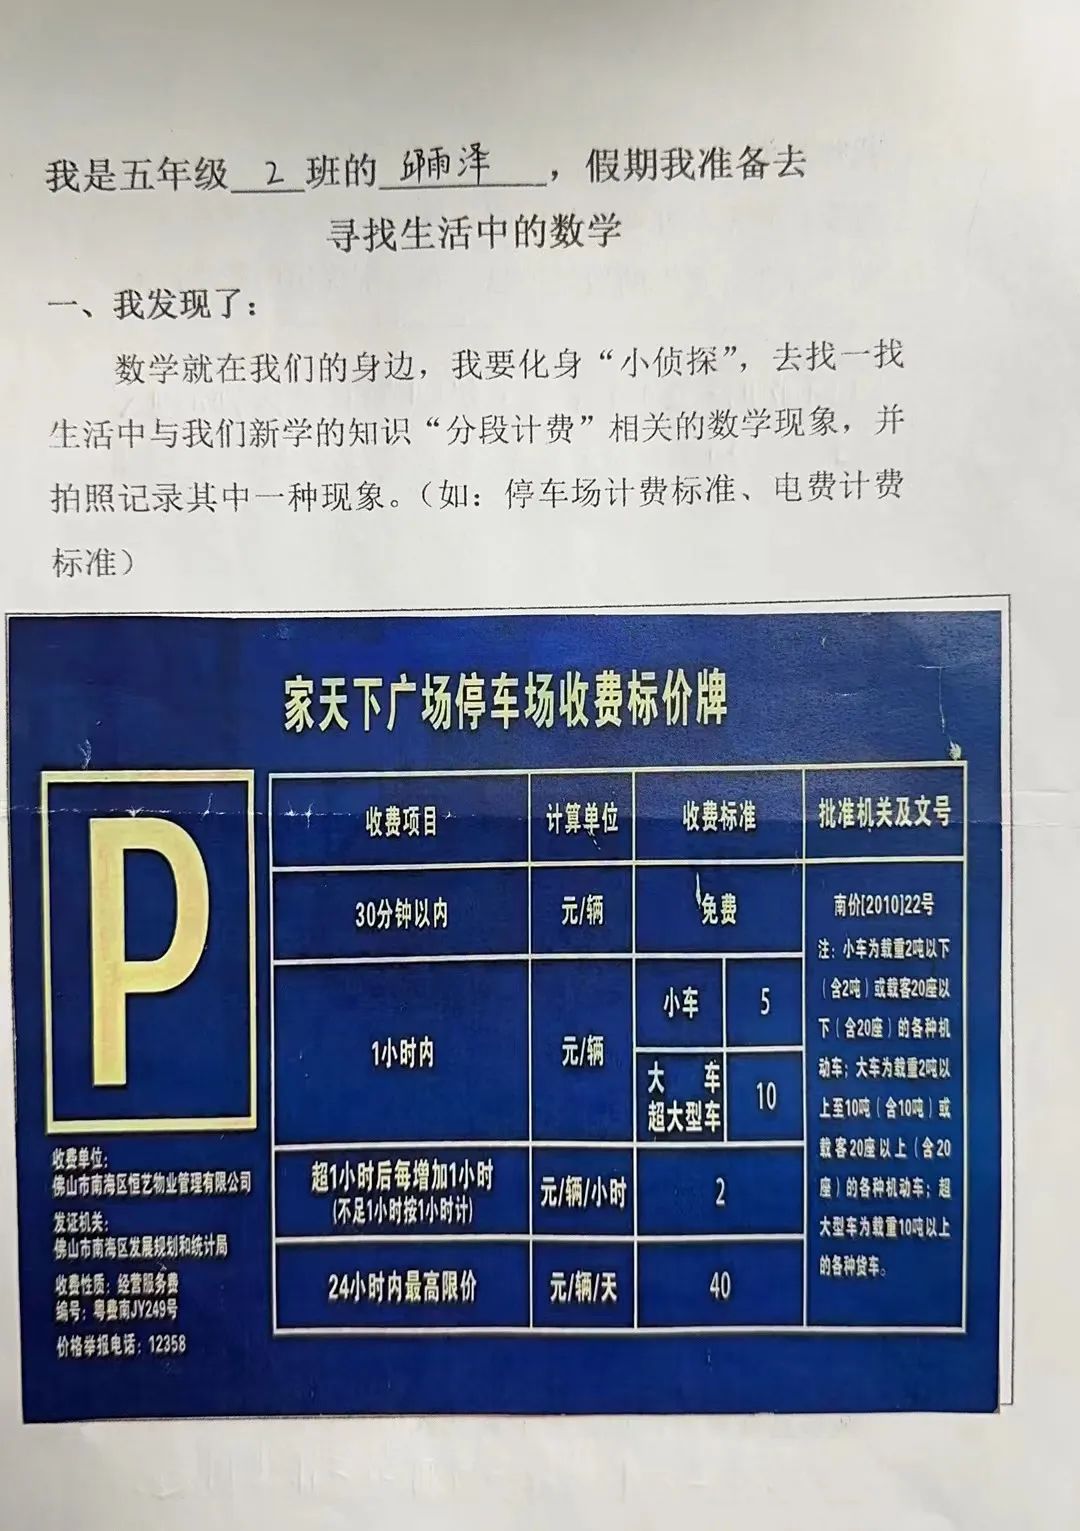 我是五年级 2 班的 邱雨泽 ，假期我准备去
寻找生活中的数学
一、我发现了：
数学就在我们的身边，我要化身“小侦探”，去找一找
生活中与我们新学的知识“分段计费”相关的数学现象，并
拍照记录其中一种现象。（如：停车场计费标准、电费计费
标准）
家天下广场停车场收费标价牌
P
收费单位：
佛山市南海区恒艺物业管理有限公司
发证机关：
佛山市南海区发展规划和统计局
收费性质：经营服务费
编号：粤费南JY249号
价格举报电话：12358
收费项目 计算单位 收费标准 批准机关及文号
30分钟以内 元/辆 免费
1小时内 元/辆 小车 5
大 车
超大型车 10
超1小时后每增加1小时
（不足1小时按1小时计） 元/辆/小时 2
24小时内最高限价 元/辆/天 40
南价[2010]22号
注：小车为载重2吨以下
（含2吨）或载客20座以
下（含20座）的各种机
动车；大车为载重2吨以
上至10吨（含10吨）或
载客20座以上（含20
座）的各种机动车；超
大型车为载重10吨以上
的各种货车。